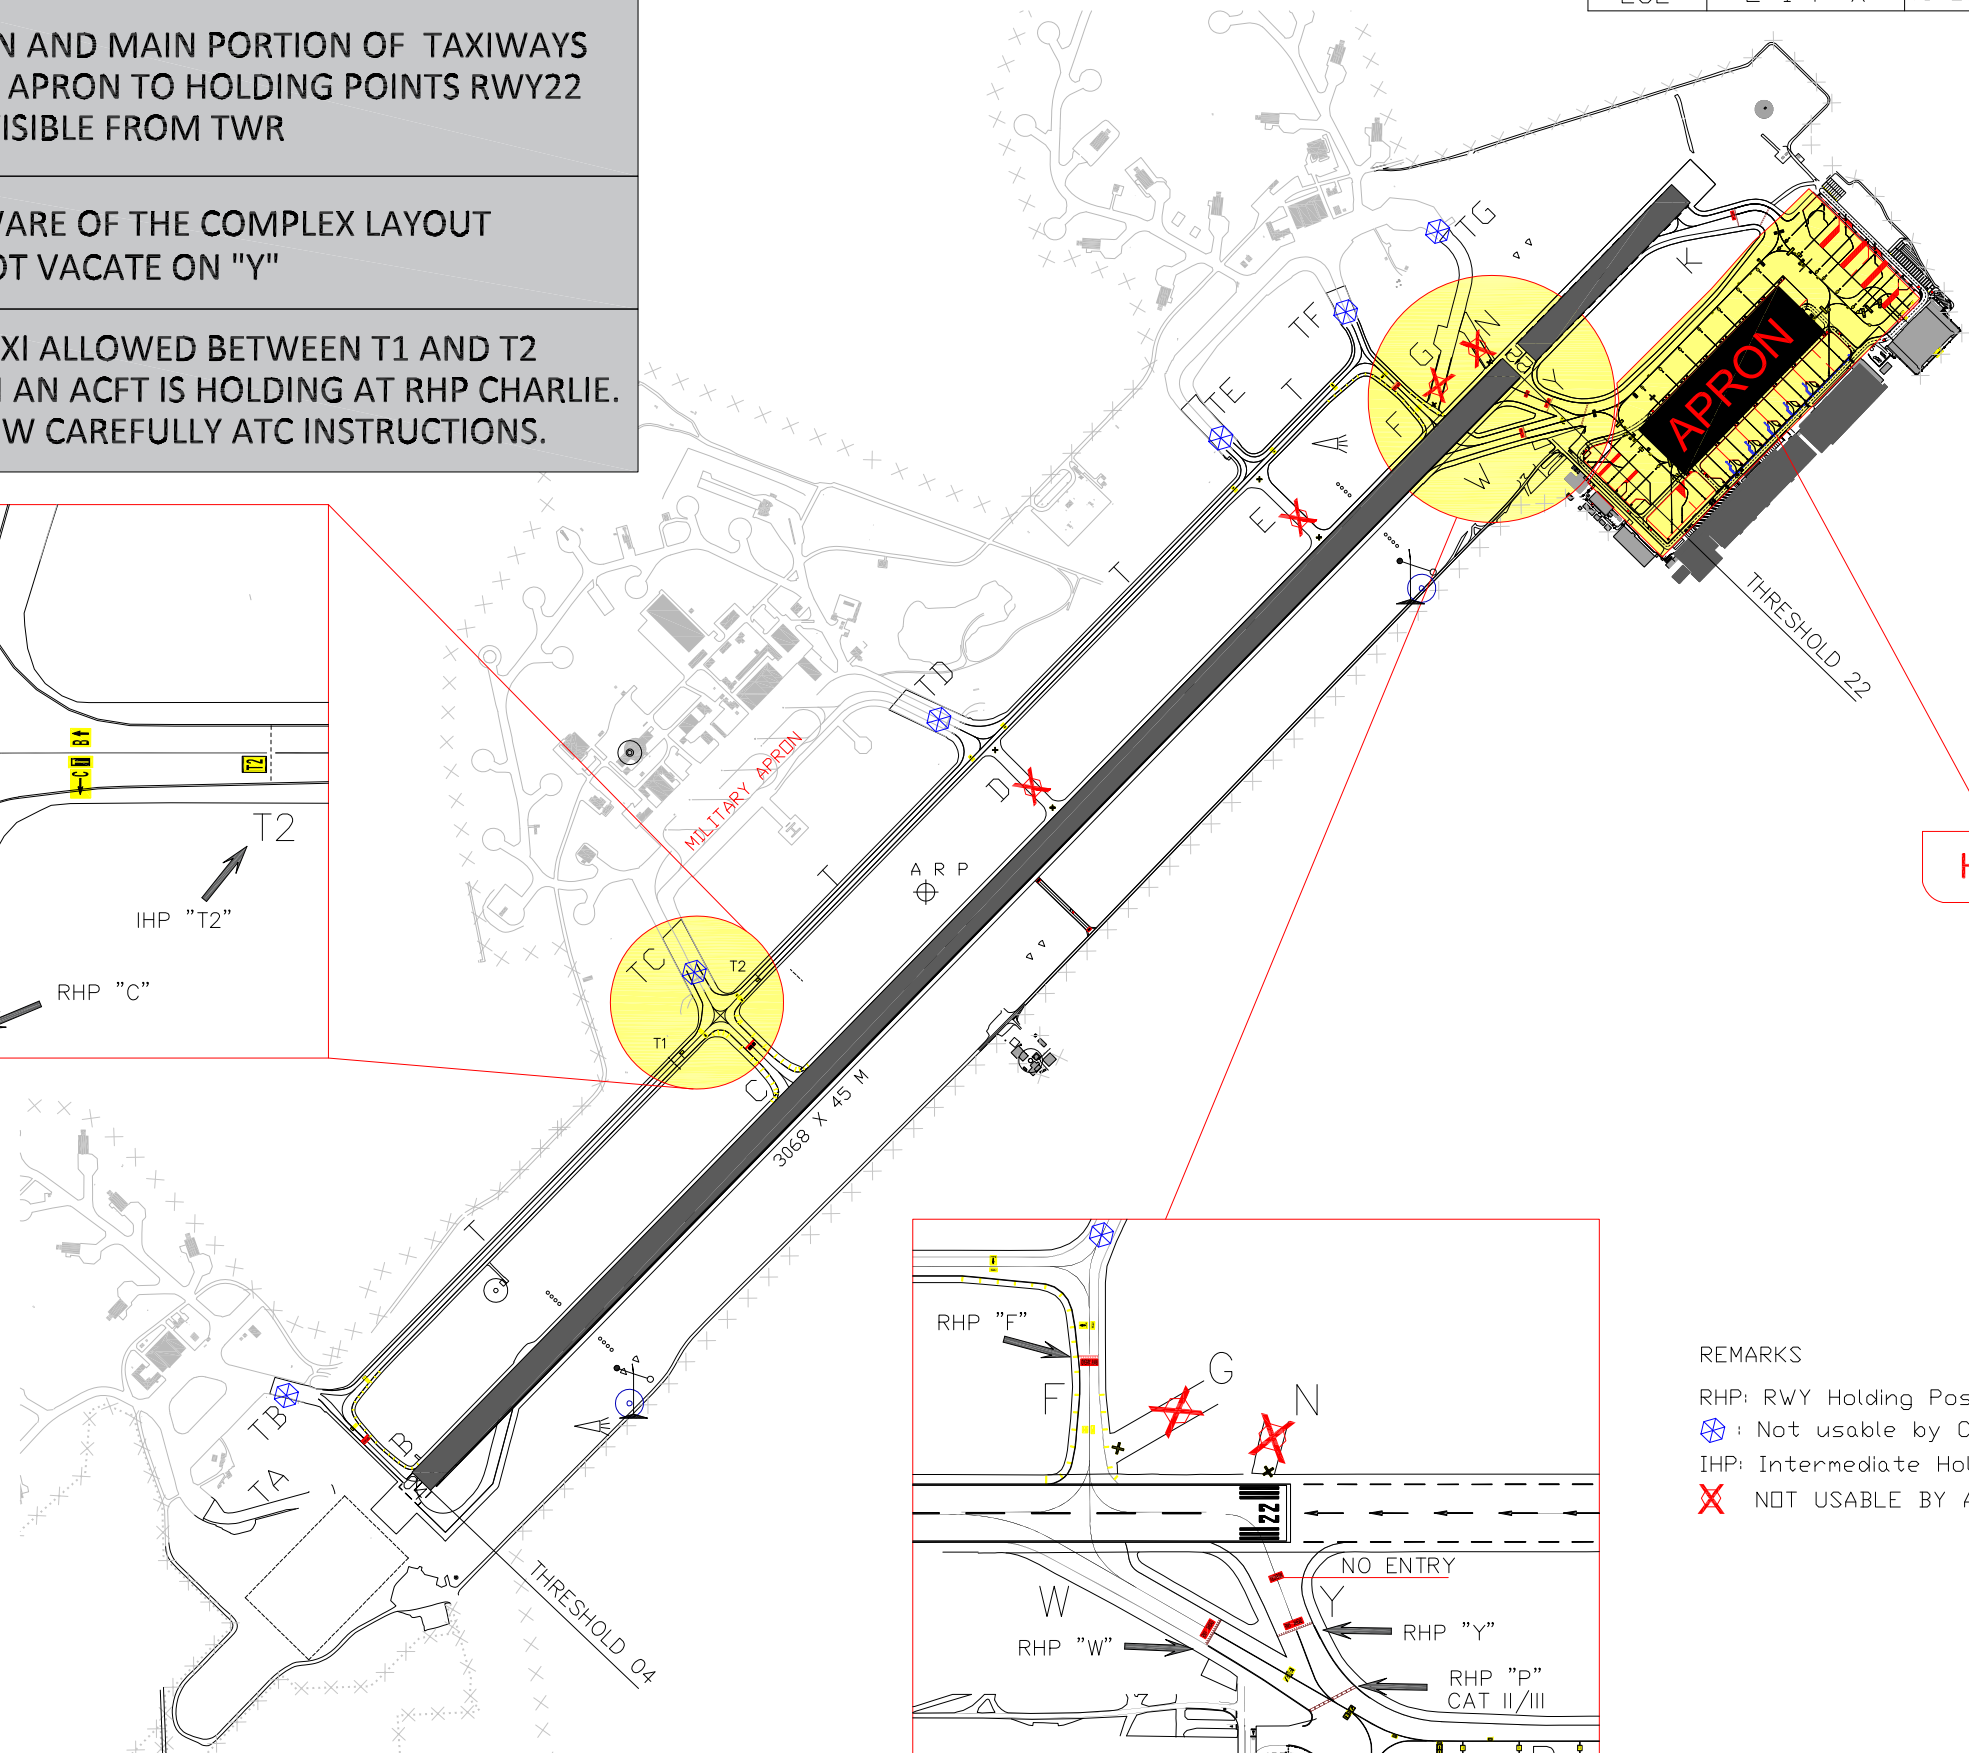 N AND MAIN PORTION OF TAXIWAYS
APRON TO HOLDING POINTS RWY22
ISIBLE FROM TWR
WARE OF THE COMPLEX LAYOUT
OT VACATE ON "Y"
XI ALLOWED BETWEEN T1 AND T2
AN ACFT IS HOLDING AT RHP CHARLIE.
W CAREFULLY ATC INSTRUCTIONS.
B
C
T
T2
T2
IHP "T2"
RHP "C"
TG
TF
TE
T
G
N
K
22
Y
F
W
E
APRON
THRESHOLD 22
T
TD
D
MILITARY APRON
T
A R P
TC
T2
T1
C
3068 X 45 M
T
TB
B
TA
THRESHOLD 04
H
RHP "F"
F
G
N
22
NO ENTRY
W
Y
RHP "W"
RHP "Y"
RHP "P"
CAT II/III
REMARKS
RHP: RWY Holding Pos
: Not usable by
IHP: Intermediate Hol
NOT USABLE BY A